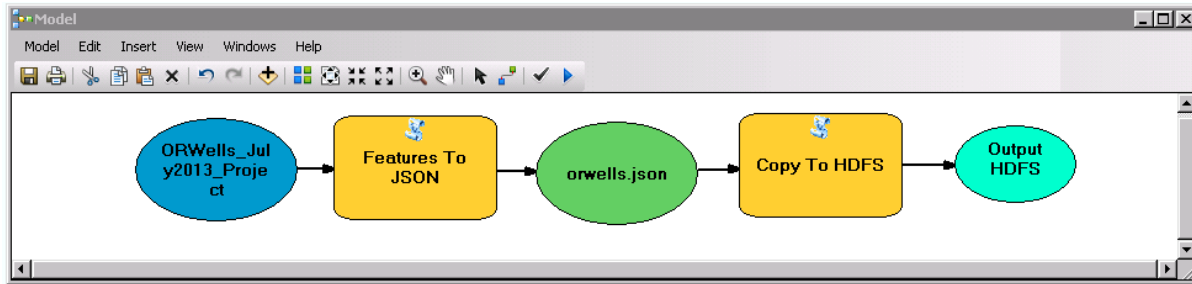 Model
Model Edit Insert View Windows Help
ORWells_Jul
y2013_Proje
ct
Features To
JSON
orwells.json
Copy To HDFS
Output
HDFS